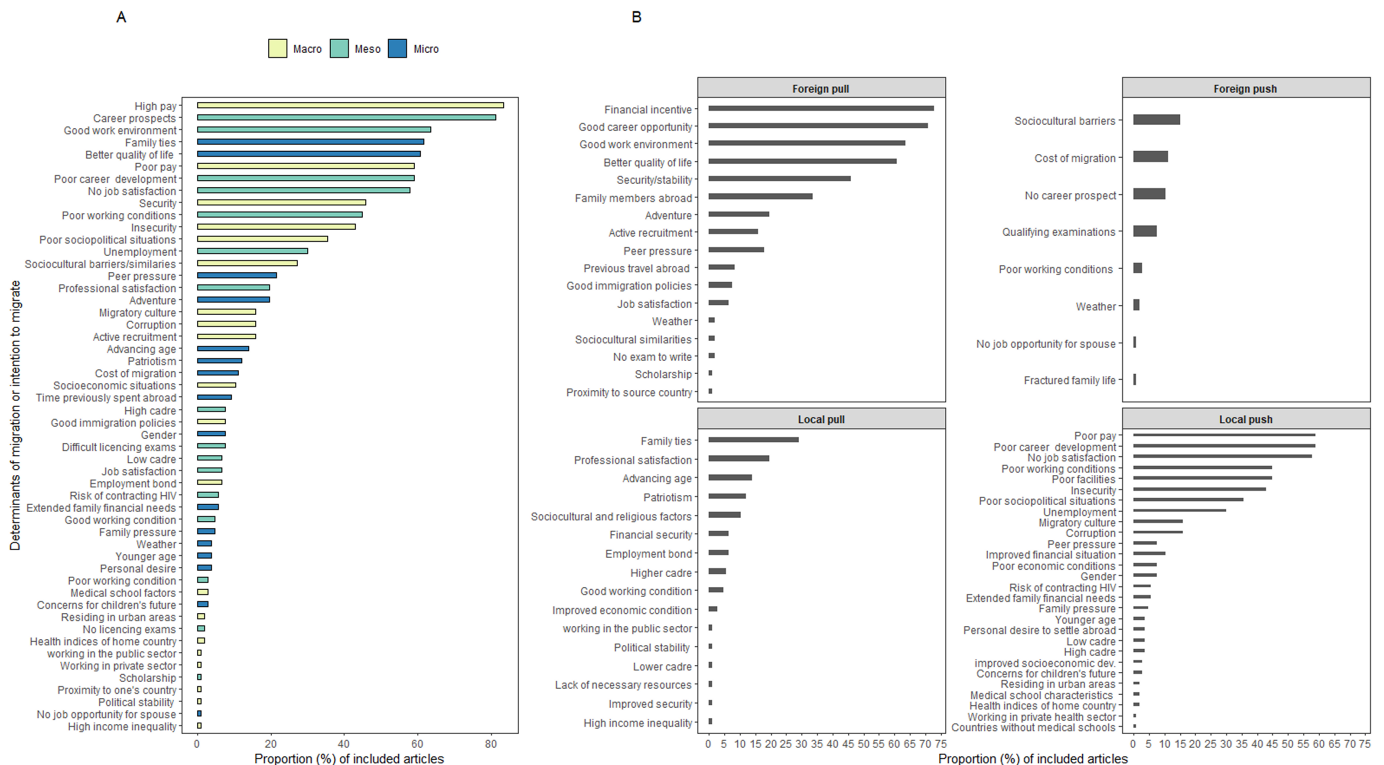 A
Macro Meso Micro
Determinants of migration or intention to migrate
High pay
Career prospects
Good work environment
Family ties
Better quality of life
Poor pay
Poor career development
No job satisfaction
Security
Poor working conditions
Insecurity
Poor sociopolitical situations
Unemployment
Sociocultural barriers/similaries
Peer pressure
Professional satisfaction
Adventure
Migratory culture
Corruption
Active recruitment
Advancing age
Patriotism
Cost of migration
Socioeconomic situations
Time previously spent abroad
High cadre
Good immigration policies
Gender
Difficult licencing exams
Low cadre
Job satisfaction
Employment bond
Risk of contracting HIV
Extended family financial needs
Good working condition
Family pressure
Weather
Younger age
Personal desire
Poor working condition
Medical school factors
Concerns for children's future
Residing in urban areas
No licencing exams
Health indices of home country
working in the public sector
Working in private sector
Scholarship
Proximity to one's country
Political stability
No job opportunity for spouse
High income inequality
0 20 40 60 80
Proportion (%) of included articles
B
Foreign pull
Financial incentive
Good career opportunity
Good work environment
Better quality of life
Security/stability
Family members abroad
Adventure
Active recruitment
Peer pressure
Previous travel abroad
Good immigration policies
Job satisfaction
Weather
Sociocultural similarities
No exam to write
Scholarship
Proximity to source country
Foreign push
Sociocultural barriers
Cost of migration
No career prospect
Qualifying examinations
Poor working conditions
Weather
No job opportunity for spouse
Fractured family life
Local pull
Family ties
Professional satisfaction
Advancing age
Patriotism
Sociocultural and religious factors
Financial security
Employment bond
Higher cadre
Good working condition
Improved economic condition
working in the public sector
Political stability
Lower cadre
Lack of necessary resources
Improved security
High income inequality
0 5 10 15 20 25 30 35 40 45 50 55 60 65 70 75
Local push
Poor pay
Poor career development
No job satisfaction
Poor working conditions
Poor facilities
Insecurity
Poor sociopolitical situations
Unemployment
Migratory culture
Corruption
Peer pressure
Improved financial situation
Poor economic conditions
Gender
Risk of contracting HIV
Extended family financial needs
Family pressure
Younger age
Personal desire to settle abroad
Low cadre
High cadre
improved socioeconomic dev.
Concerns for children's future
Residing in urban areas
Medical school characteristics
Health indices of home country
Working in private health sector
Countries without medical schools
0 5 10 15 20 25 30 35 40 45 50 55 60 65 70 75
Proportion (%) of included articles